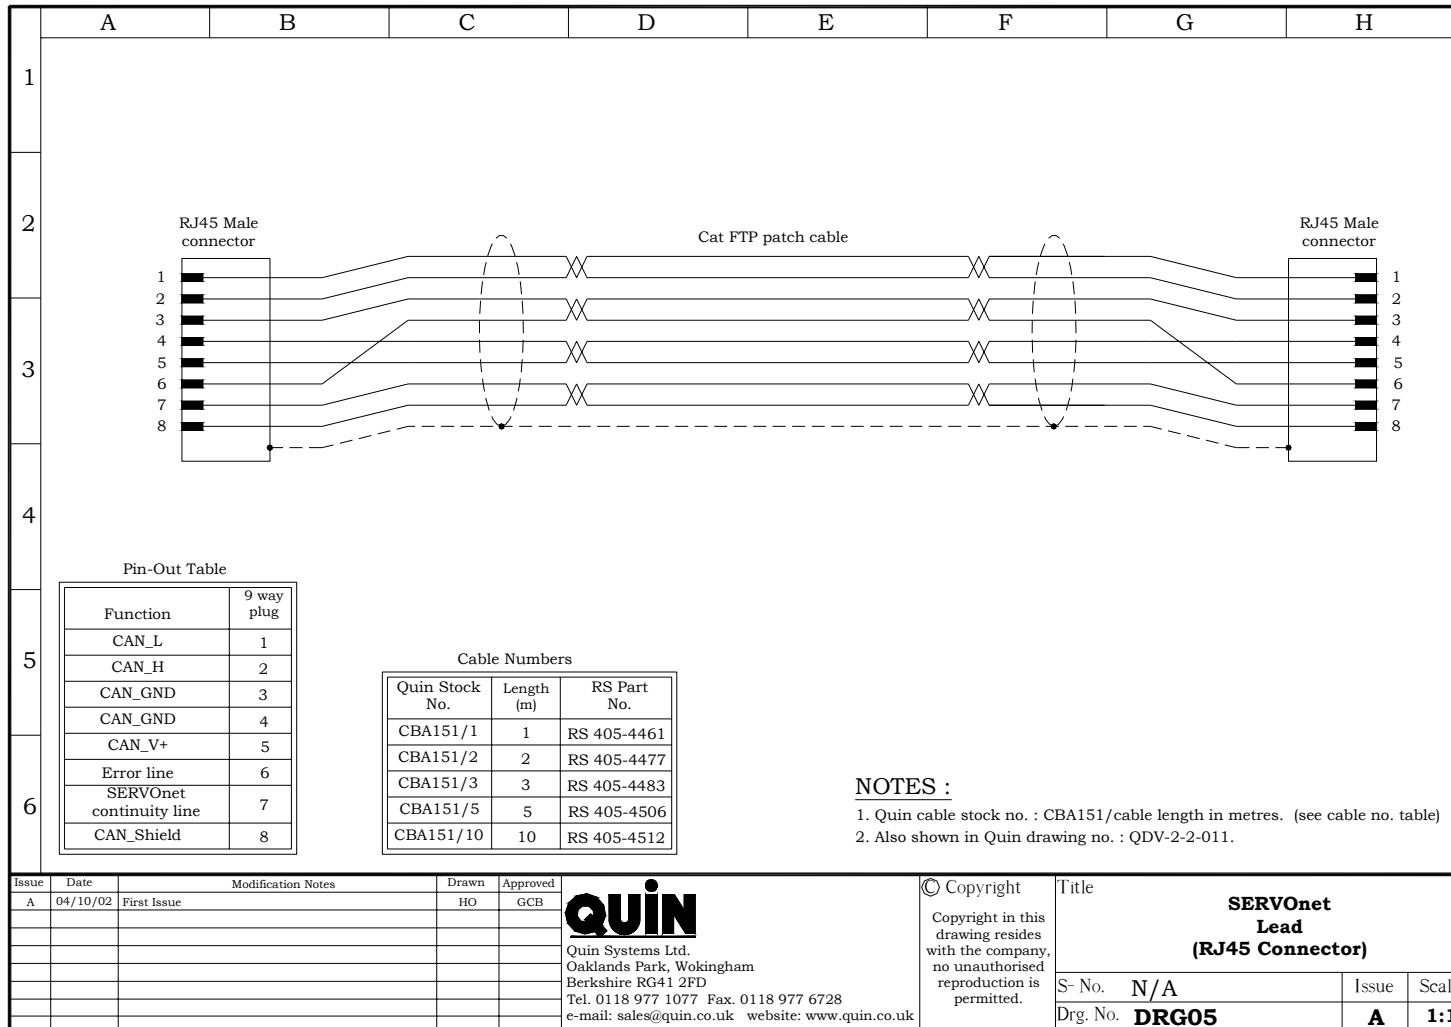 A B C D E F G H
1
2
3
4
5
6
RJ45 Male
connector
Cat FTP patch cable
RJ45 Male
connector
1 1
2 2
3 3
4 4
5 5
6 6
7 7
8 8
Pin-Out Table
Function 9 way plug
CAN_L 1
CAN_H 2
CAN_GND 3
CAN_GND 4
CAN_V+ 5
Error line 6
SERVOnet continuity line 7
CAN_Shield 8
Cable Numbers
Quin Stock No. Length (m) RS Part No.
CBA151/1 1 RS 405-4461
CBA151/2 2 RS 405-4477
CBA151/3 3 RS 405-4483
CBA151/5 5 RS 405-4506
CBA151/10 10 RS 405-4512
NOTES :
1. Quin cable stock no. : CBA151/cable length in metres. (see cable no. table)
2. Also shown in Quin drawing no. : QDV-2-2-011.
Issue Date Modification Notes Drawn Approved
A 04/10/02 First Issue HO GCB
QUIN
Quin Systems Ltd.
Oaklands Park, Wokingham
Berkshire RG41 2FD
Tel. 0118 977 1077 Fax. 0118 977 6728
e-mail: sales@quin.co.uk website: www.quin.co.uk
© Copyright
Copyright in this
drawing resides
with the company,
no unauthorised
reproduction is
permitted.
Title
SERVOnet
Lead
(RJ45 Connector)
S- No. N/A Issue Scal
Drg. No. DRG05 A 1:1